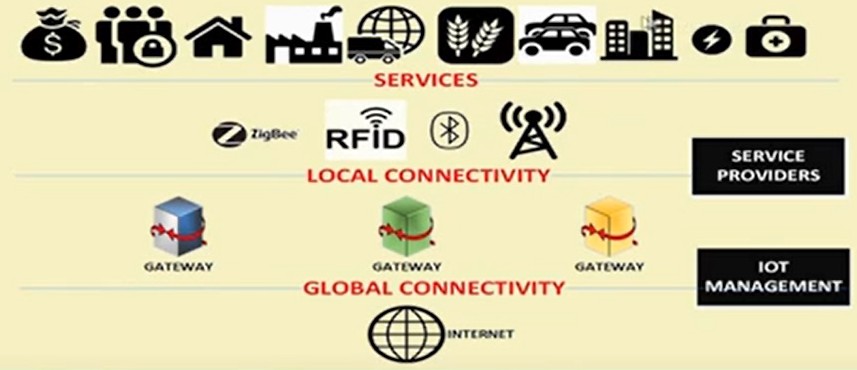 $
SERVICES
ZigBee
RFiD
LOCAL CONNECTIVITY
SERVICE
PROVIDERS
GATEWAY
GATEWAY
GATEWAY
IOT
MANAGEMENT
GLOBAL CONNECTIVITY
INTERNET